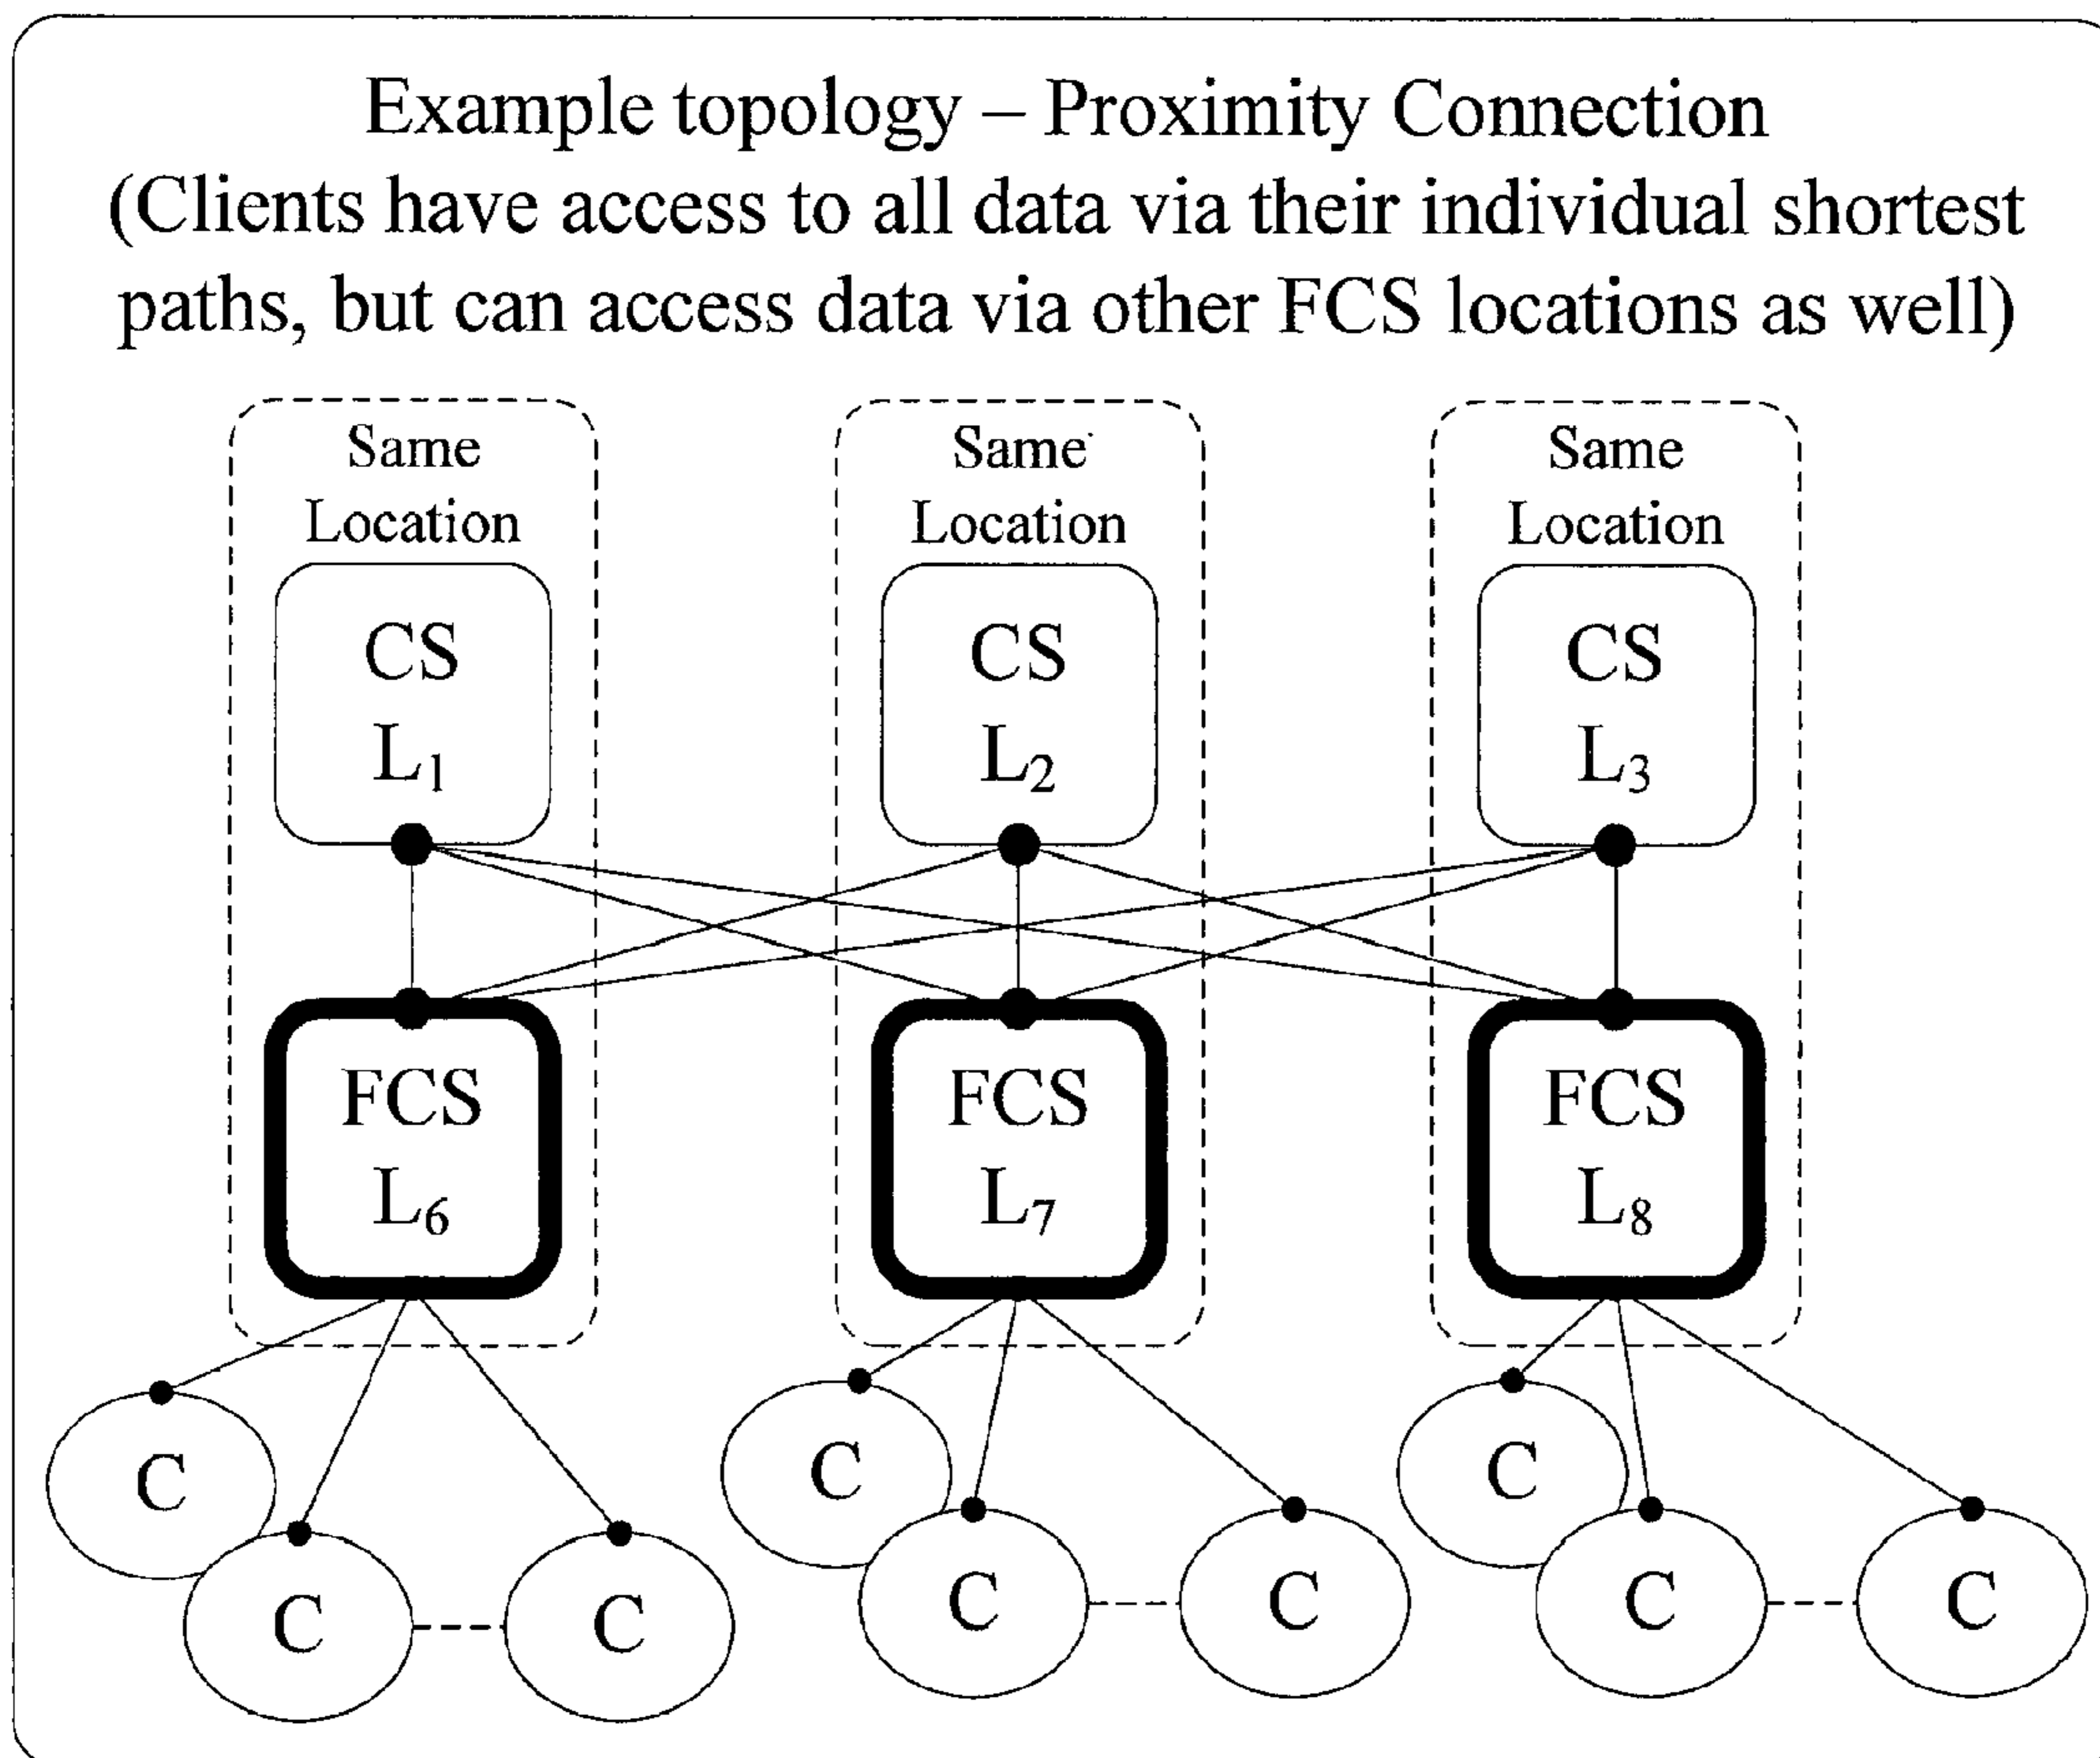 Example topology – Proximity Connection
(Clients have access to all data via their individual shortest
paths, but can access data via other FCS locations as well)
Same
Location
CS
L₁
FCS
L₆
Same
Location
CS
L₂
FCS
L₇
Same
Location
CS
L₃
FCS
L₈
C
C
C
C
C
C
C
C
C